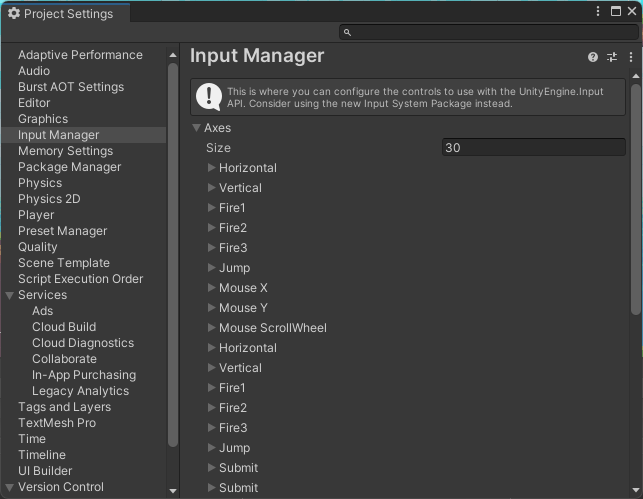 Project Settings
Adaptive Performance
Audio
Burst AOT Settings
Editor
Graphics
Input Manager
Memory Settings
Package Manager
Physics
Physics 2D
Player
Preset Manager
Quality
Scene Template
Script Execution Order
Services
Ads
Cloud Build
Cloud Diagnostics
Collaborate
In-App Purchasing
Legacy Analytics
Tags and Layers
TextMesh Pro
Time
Timeline
UI Builder
Version Control
Input Manager
This is where you can configure the controls to use with the UnityEngine.Input
API. Consider using the new Input System Package instead.
Axes
Size 30
Horizontal
Vertical
Fire1
Fire2
Fire3
Jump
Mouse X
Mouse Y
Mouse ScrollWheel
Horizontal
Vertical
Fire1
Fire2
Fire3
Jump
Submit
Submit